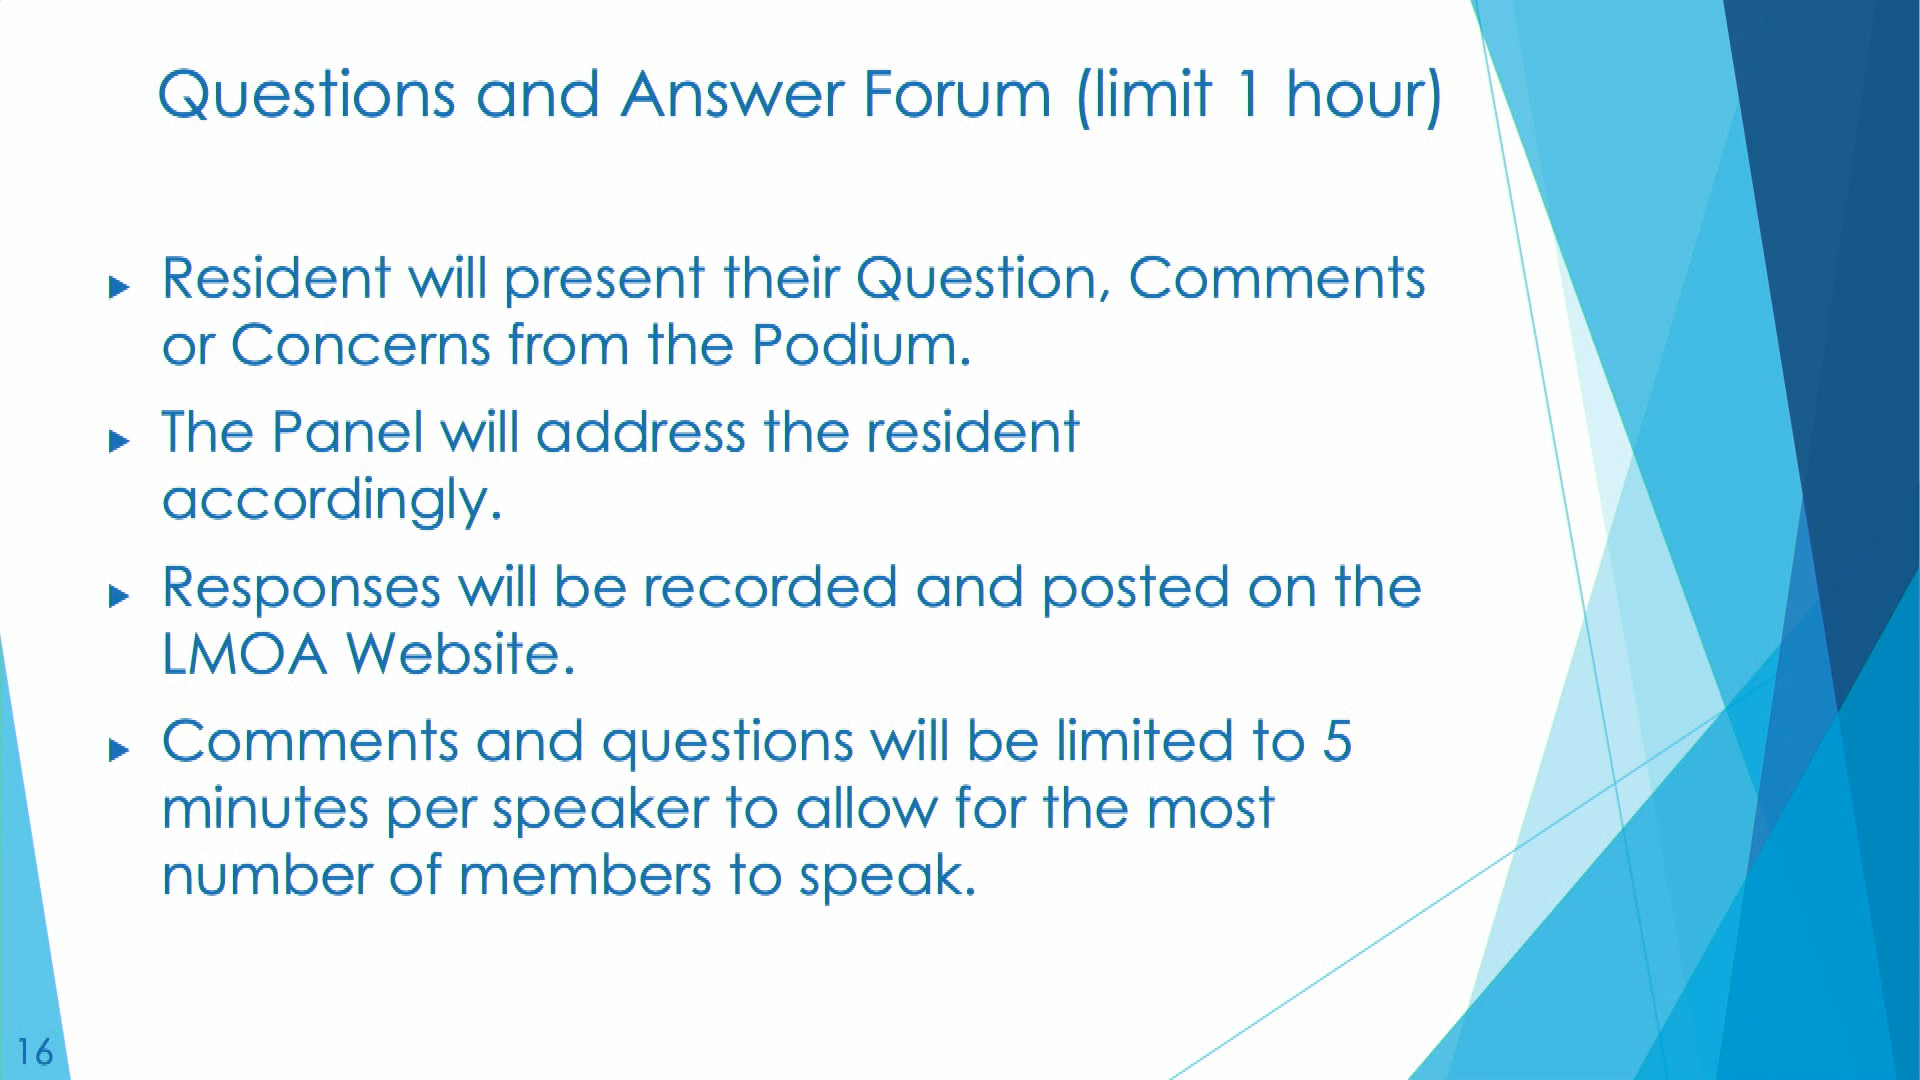 Questions and Answer Forum (limit 1 hour)
Resident will present their Question, Comments
or Concerns from the Podium.
The Panel will address the resident
accordingly.
Responses will be recorded and posted on the
LMOA Website.
Comments and questions will be limited to 5
minutes per speaker to allow for the most
number of members to speak.
16